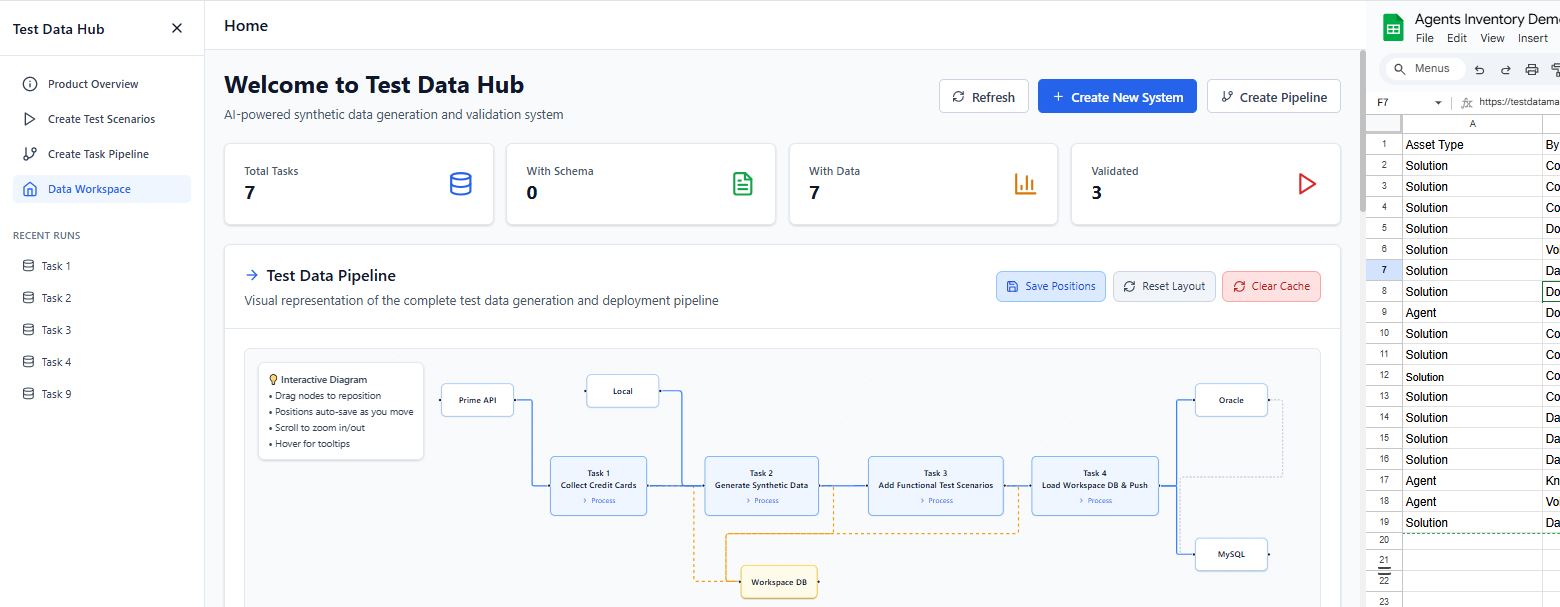 Test Data Hub
Product Overview
Create Test Scenarios
Create Task Pipeline
Data Workspace
RECENT RUNS
Task 1
Task 2
Task 3
Task 4
Task 9
Home
Welcome to Test Data Hub
AI-powered synthetic data generation and validation system
Refresh
+ Create New System
Create Pipeline
Total Tasks
7
With Schema
0
With Data
7
Validated
3
Test Data Pipeline
Visual representation of the complete test data generation and deployment pipeline
Save Positions
Reset Layout
Clear Cache
Interactive Diagram
• Drag nodes to reposition
• Positions auto-save as you move
• Scroll to zoom in/out
• Hover for tooltips
Prime API
Local
Oracle
Task 1
Collect Credit Cards
Process
Task 2
Generate Synthetic Data
Process
Task 3
Add Functional Test Scenarios
Process
Task 4
Load Workspace DB & Push
Process
MySQL
Workspace DB
Agents Inventory Dem
File Edit View Insert
Menus
F7 fx https://testdatama
A
1 Asset Type By
2 Solution Co
3 Solution Co
4 Solution Co
5 Solution Do
6 Solution Vo
7 Solution Da
8 Solution Do
9 Agent Do
10 Solution Co
11 Solution Co
12 Solution Co
13 Solution Co
14 Solution Da
15 Solution Da
16 Solution Da
17 Agent Kn
18 Agent Vo
19 Solution Da
20
21
22
23